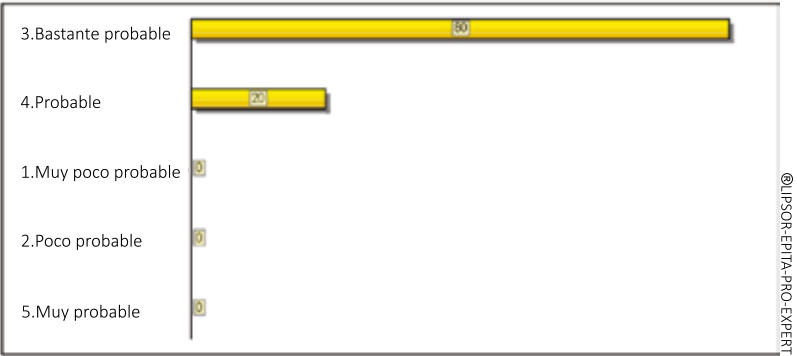 3.Bastante probable
80
4.Probable
20
1.Muy poco probable
0
2.Poco probable
0
5.Muy probable
0
®LIPSOR-EPITA-PRO-EXPERT